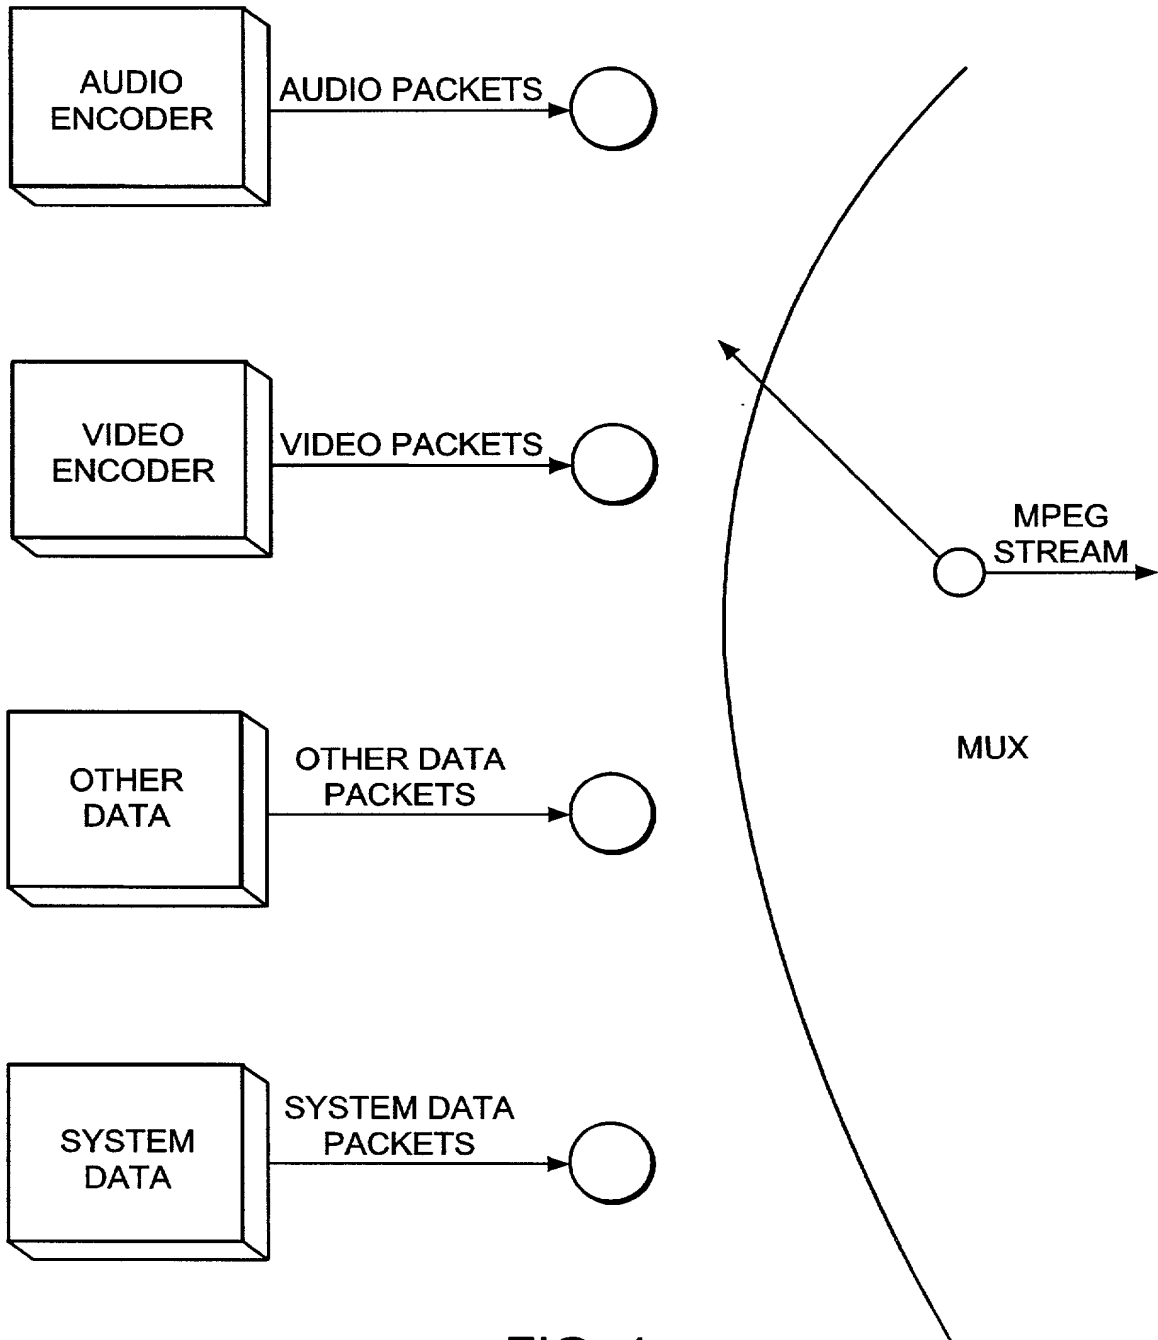 AUDIO
ENCODER
AUDIO PACKETS
VIDEO
ENCODER
VIDEO PACKETS
MPEG
STREAM
OTHER
DATA
OTHER DATA
PACKETS
MUX
SYSTEM
DATA
SYSTEM DATA
PACKETS